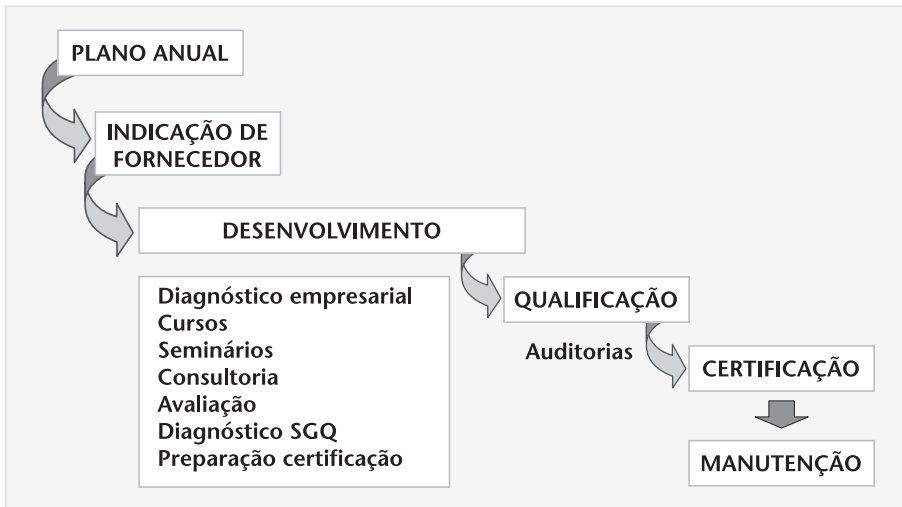 PLANO ANUAL
INDICAÇÃO DE
FORNECEDOR
DESENVOLVIMENTO
Diagnóstico empresarial
Cursos
Seminários
Consultoria
Avaliação
Diagnóstico SGQ
Preparação certificação
QUALIFICAÇÃO
Auditorias
CERTIFICAÇÃO
MANUTENÇÃO